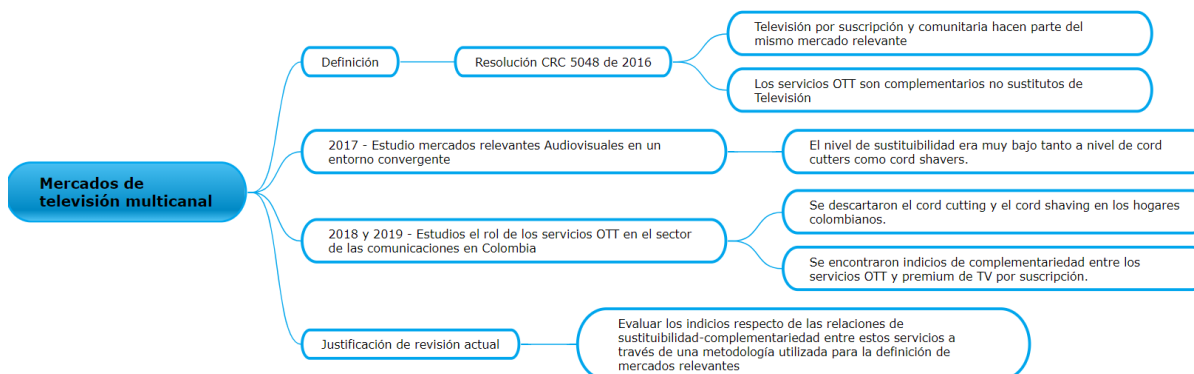 Mercados de
televisión multicanal
Definición
Resolución CRC 5048 de 2016
Televisión por suscripción y comunitaria hacen parte del
mismo mercado relevante
Los servicios OTT son complementarios no sustitutos de
Televisión
2017 - Estudio mercados relevantes Audiovisuales en un
entorno convergente
El nivel de sustituibilidad era muy bajo tanto a nivel de cord
cutters como cord shavers.
2018 y 2019 - Estudios el rol de los servicios OTT en el sector
de las comunicaciones en Colombia
Se descartaron el cord cutting y el cord shaving en los hogares
colombianos.
Se encontraron indicios de complementariedad entre los
servicios OTT y premium de TV por suscripción.
Justificación de revisión actual
Evaluar los indicios respecto de las relaciones de
sustituibilidad-complementariedad entre estos servicios a
través de una metodología utilizada para la definición de
mercados relevantes